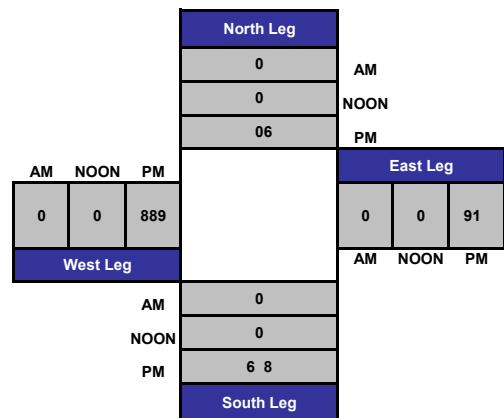 North Leg
0 AM
0 NOON
06 PM
AM NOON PM
East Leg
0 0 889
0 0 91
West Leg
AM NOON PM
AM 0
NOON 0
PM 6 8
South Leg